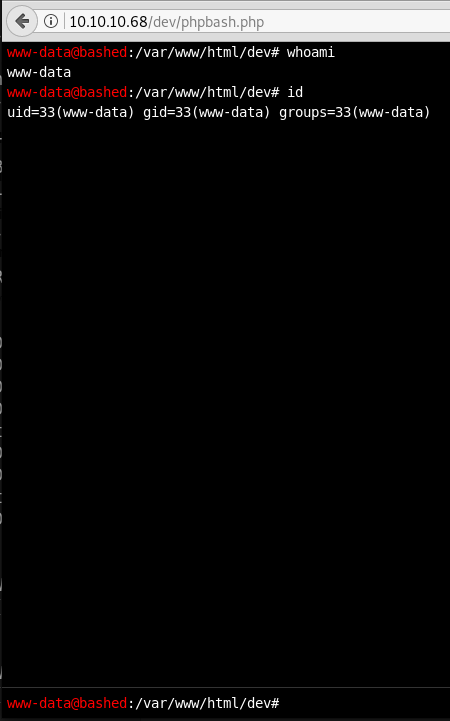 10.10.10.68/dev/phpbash.php
www-data@bashed:/var/www/html/dev# whoami
www-data
www-data@bashed:/var/www/html/dev# id
uid=33(www-data) gid=33(www-data) groups=33(www-data)
www-data@bashed:/var/www/html/dev#